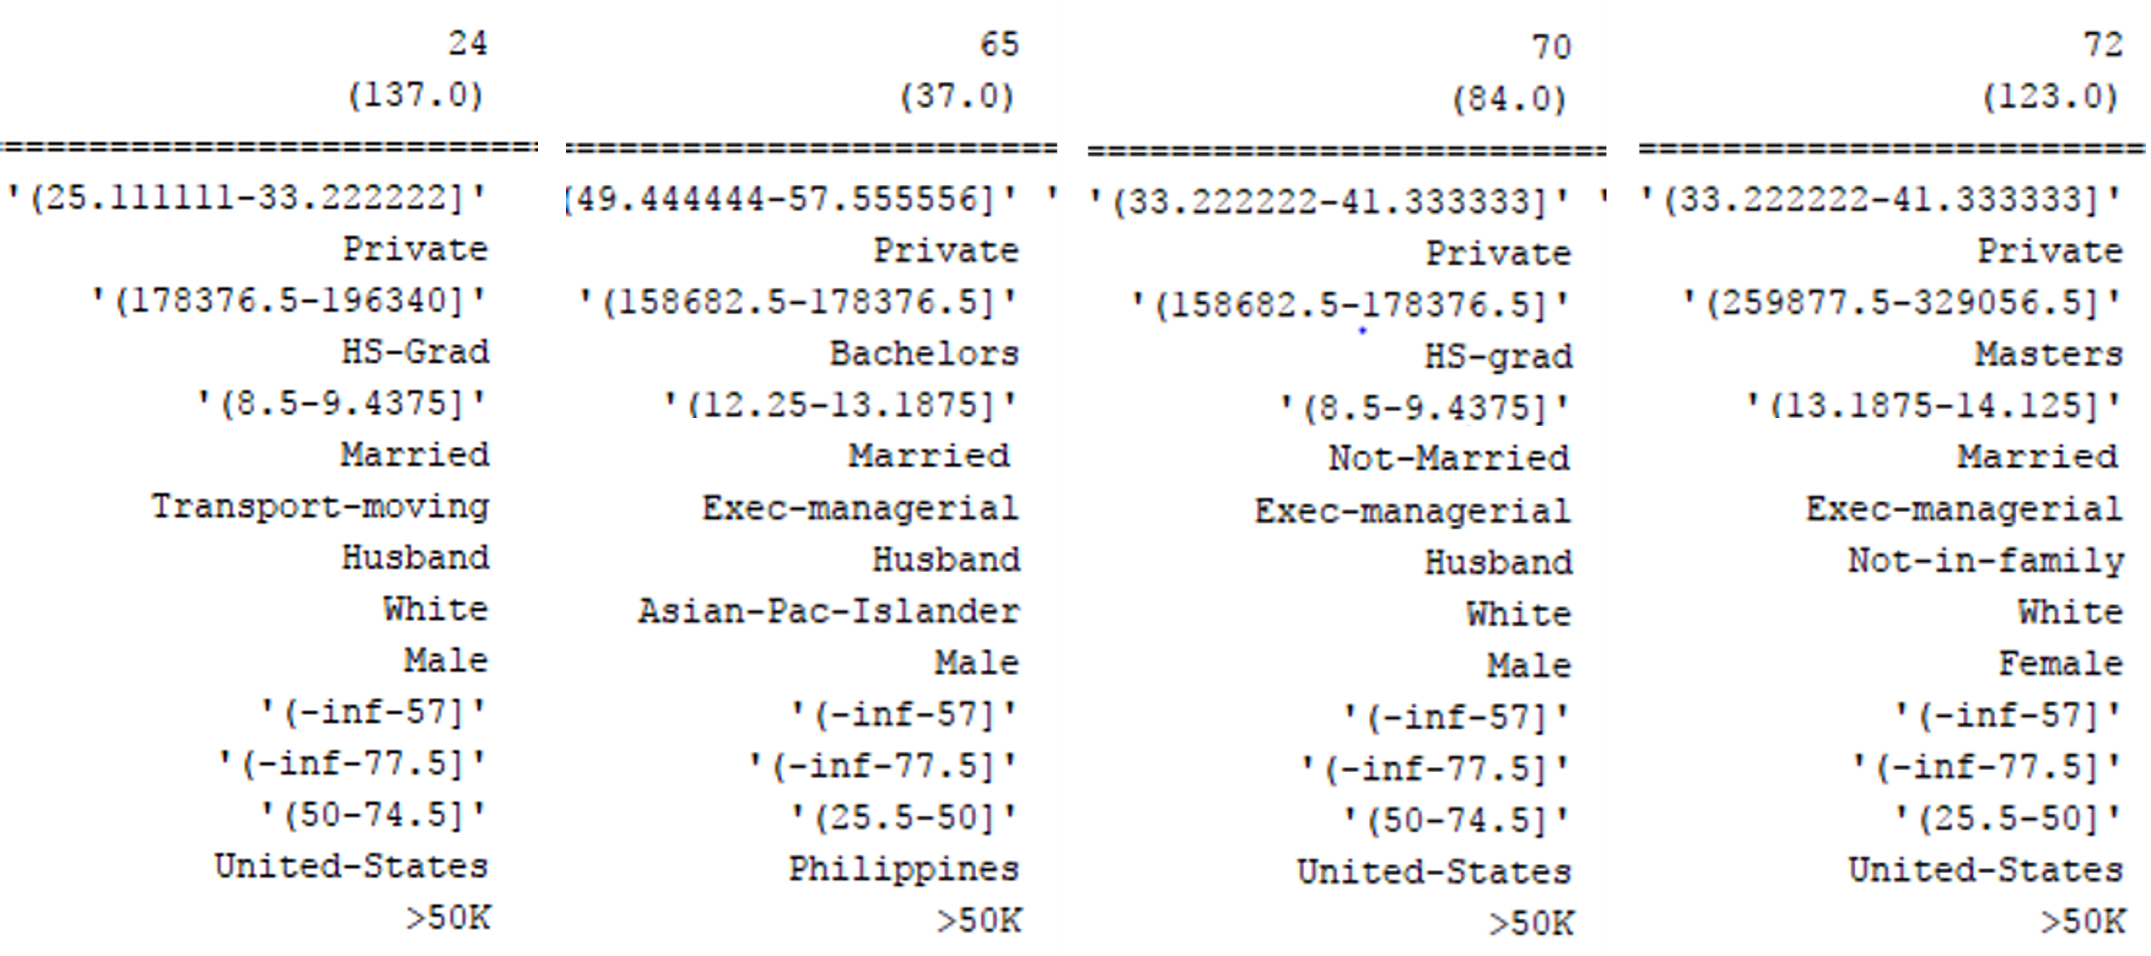 24 65 70 72
(137.0) (37.0) (84.0) (123.0)
========================== ======================== ========================= ========================
'(25.111111-33.222222]' (49.444444-57.555556]' ' '(33.222222-41.333333]' ' '(33.222222-41.333333]'
Private Private Private Private
'(178376.5-196340]' '(158682.5-178376.5]' '(158682.5-178376.5]' '(259877.5-329056.5]'
HS-Grad Bachelors HS-grad Masters
'(8.5-9.4375]' '(12.25-13.1875]' '(8.5-9.4375]' '(13.1875-14.125]'
Married Married Not-Married Married
Transport-moving Exec-managerial Exec-managerial Exec-managerial
Husband Husband Husband Not-in-family
White Asian-Pac-Islander White White
Male Male Male Female
'(-inf-57]' '(-inf-57]' '(-inf-57]' '(-inf-57]'
'(-inf-77.5]' '(-inf-77.5]' '(-inf-77.5]' '(-inf-77.5]'
'(50-74.5]' '(25.5-50]' '(50-74.5]' '(25.5-50]'
United-States Philippines United-States United-States
>50K >50K >50K >50K